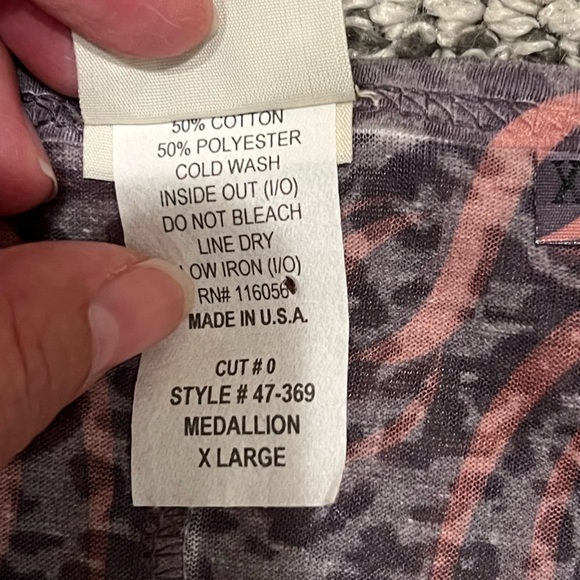 50% COTTON
50% POLYESTER
COLD WASH
INSIDE OUT (I/O)
DO NOT BLEACH
LINE DRY
LOW IRON (I/O)
RN# 116056
MADE IN U.S.A.
CUT # 0
STYLE # 47-369
MEDALLION
X LARGE